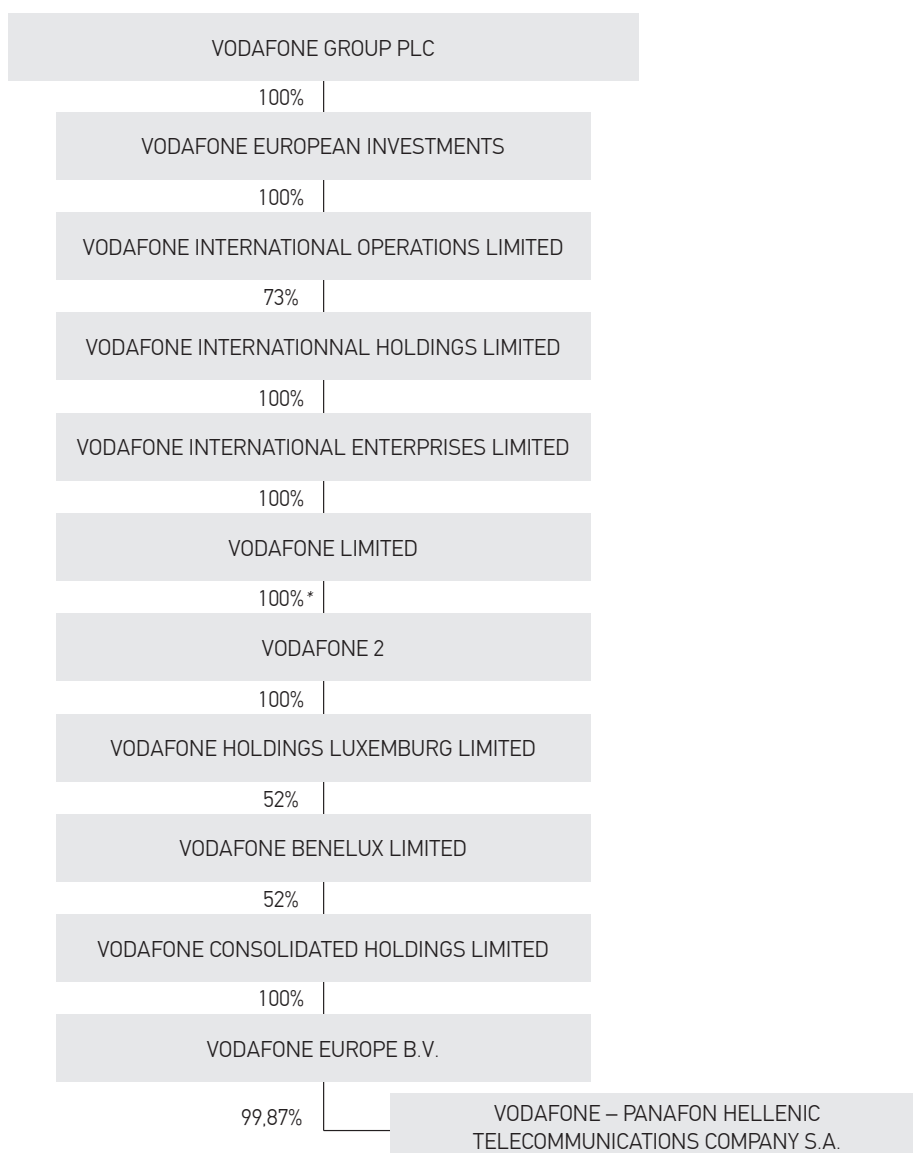 VODAFONE GROUP PLC
100%
VODAFONE EUROPEAN INVESTMENTS
100%
VODAFONE INTERNATIONAL OPERATIONS LIMITED
73%
VODAFONE INTERNATIONNAL HOLDINGS LIMITED
100%
VODAFONE INTERNATIONAL ENTERPRISES LIMITED
100%
VODAFONE LIMITED
100%*
VODAFONE 2
100%
VODAFONE HOLDINGS LUXEMBURG LIMITED
52%
VODAFONE BENELUX LIMITED
52%
VODAFONE CONSOLIDATED HOLDINGS LIMITED
100%
VODAFONE EUROPE B.V.
99,87%
VODAFONE – PANAFON HELLENIC
TELECOMMUNICATIONS COMPANY S.A.